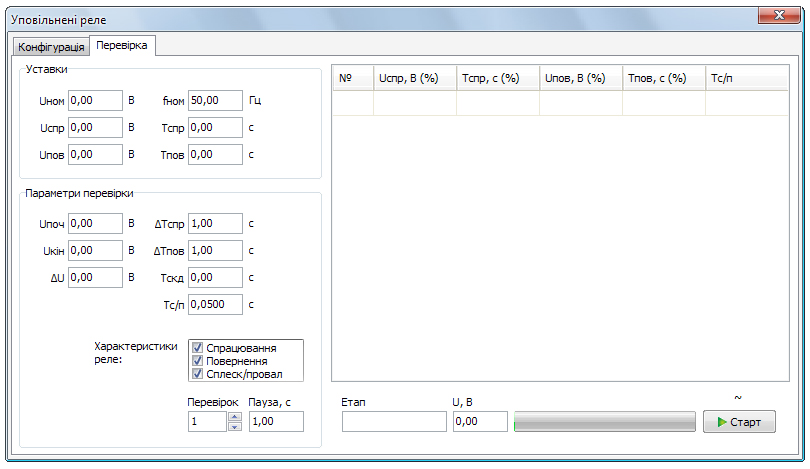 Уповільнені реле
Конфігурація Перевірка
Уставки
Uном 0,00 В fном 50,00 Гц
Uспр 0,00 В Tспр 0,00 с
Uпов 0,00 В Tпов 0,00 с
Параметри перевірки
Uпоч 0,00 В ΔTспр 1,00 с
Uкін 0,00 В ΔTпов 1,00 с
ΔU 0,00 В Tскд 0,00 с
Tс/п 0,0500 с
Характеристики
реле:
Спрацювання
Повернення
Сплеск/провал
Перевірок Пауза, с
1 1,00
№ Uспр, В (%) Tспр, с (%) Uпов, В (%) Tпов, с (%) Tс/п
Етап U, В ~
0,00 Старт